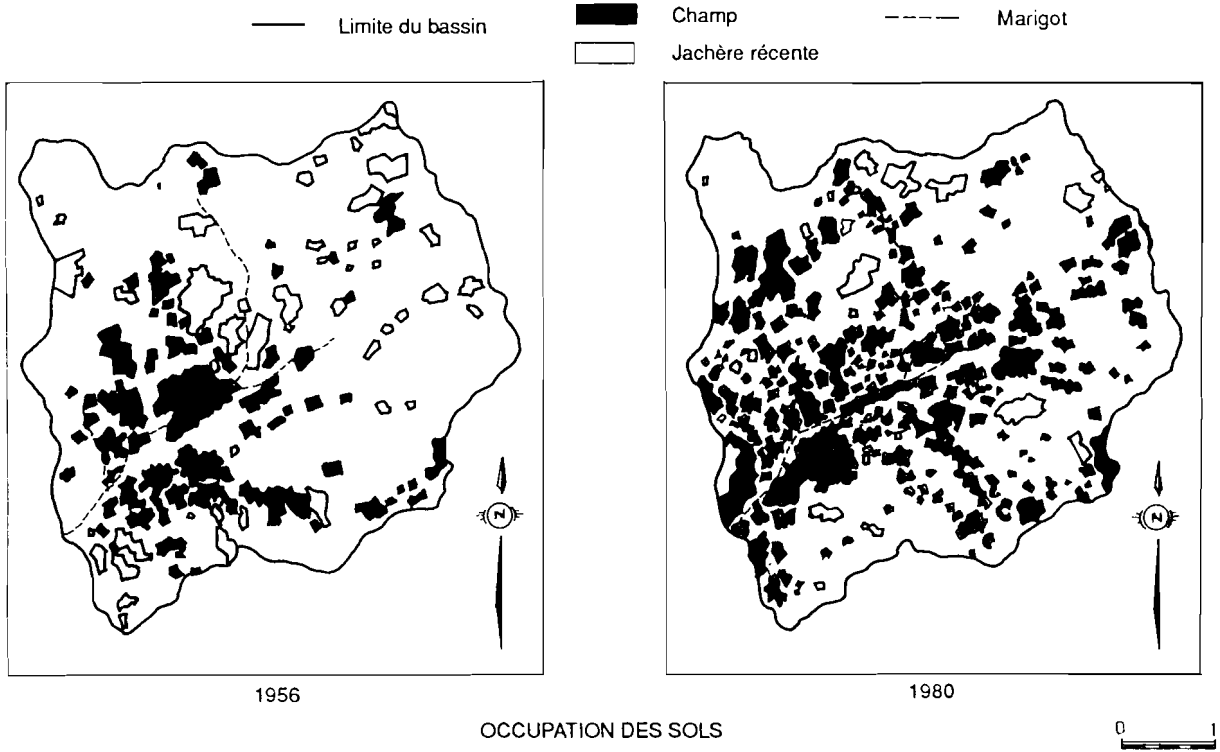 Limite du bassin
Champ
Marigot
Jachère récente
N
N
1956
1980
OCCUPATION DES SOLS
0 1